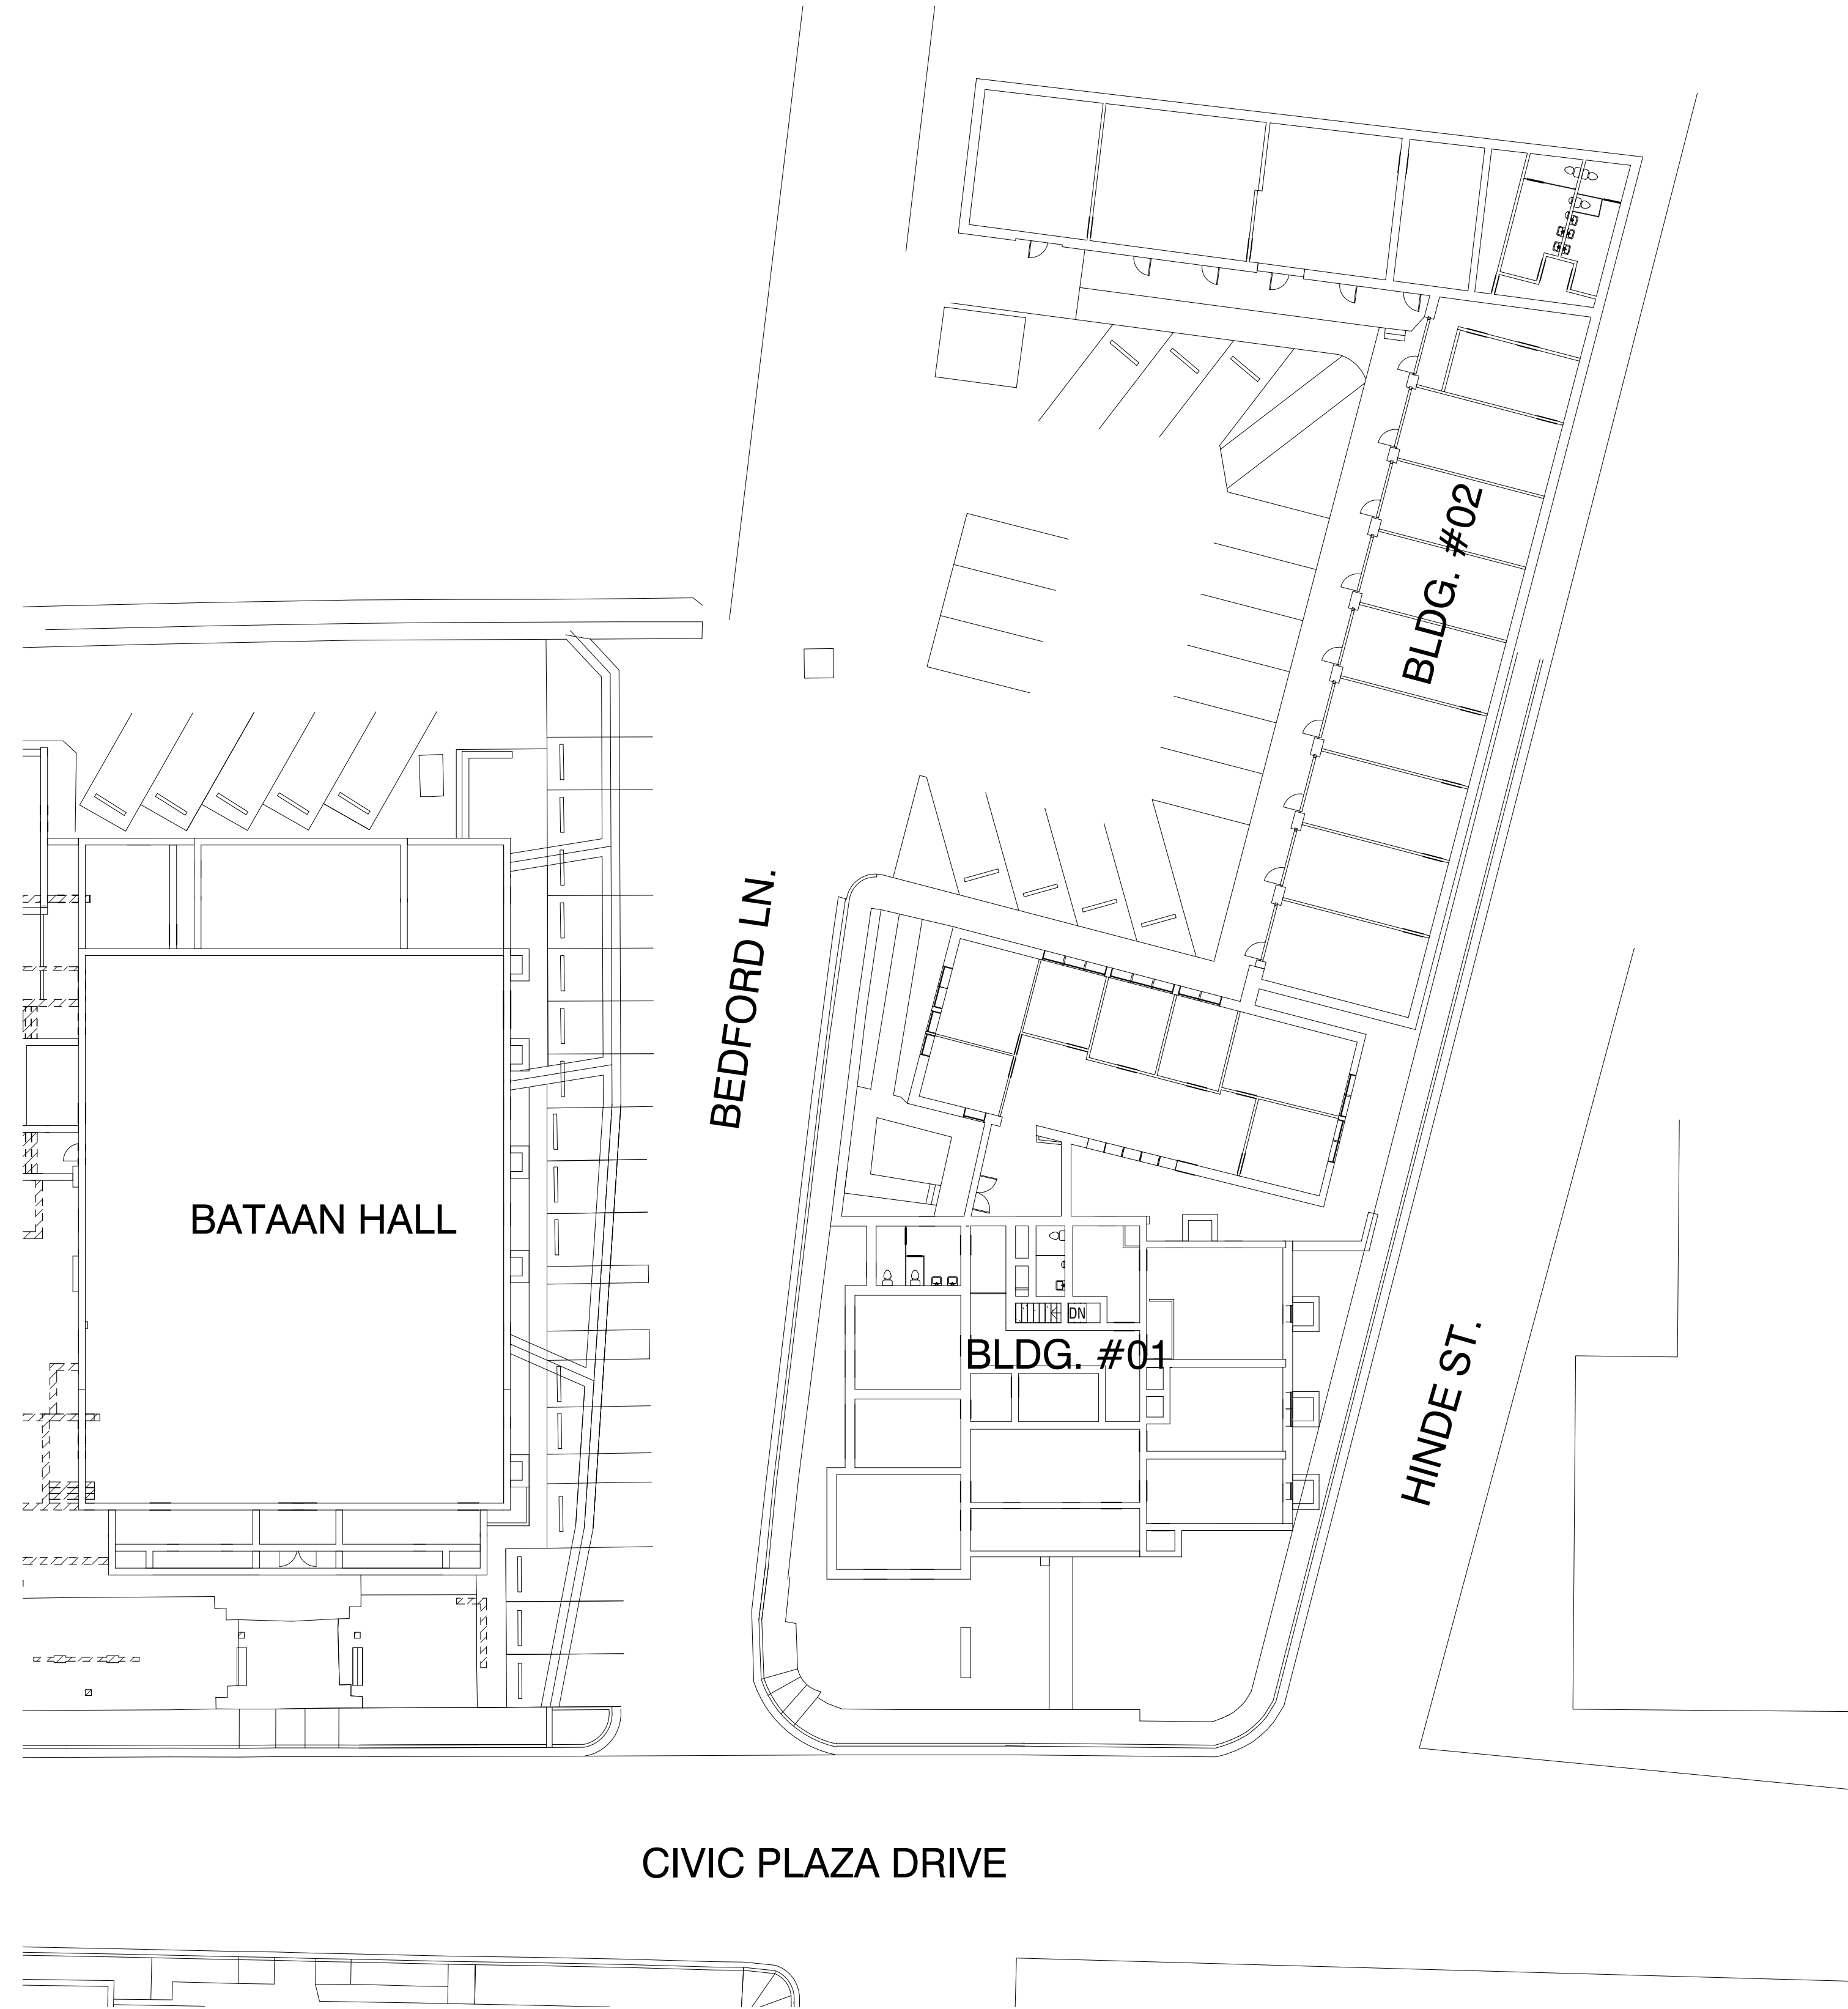 BLDG. #02
BEDFORD LN.
BATAAN HALL
DN
BLDG. #01
HINDE ST.
CIVIC PLAZA DRIVE